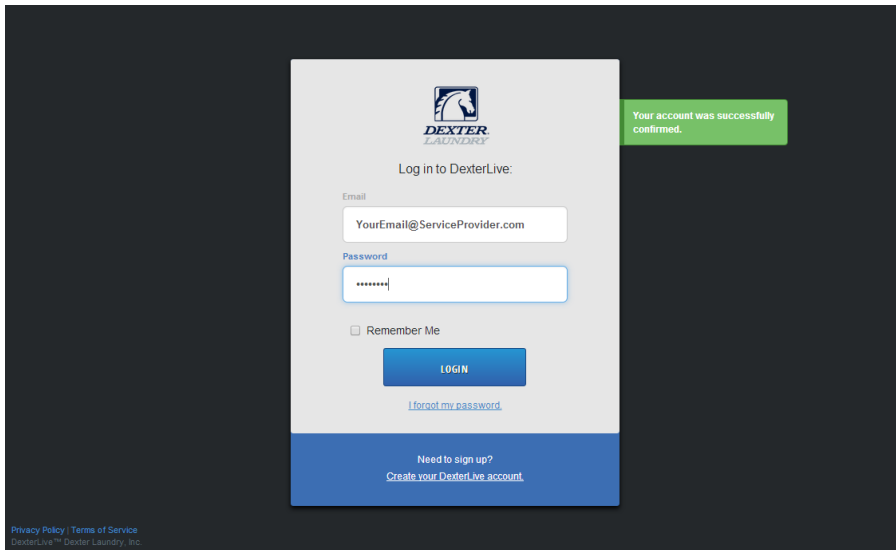 DEXTER
LAUNDRY
Your account was successfully
confirmed.
Log in to DexterLive:
Email
YourEmail@ServiceProvider.com
Password
••••••••
Remember Me
LOGIN
I forgot my password.
Need to sign up?
Create your DexterLive account.
Privacy Policy | Terms of Service
DexterLive™ Dexter Laundry, Inc.